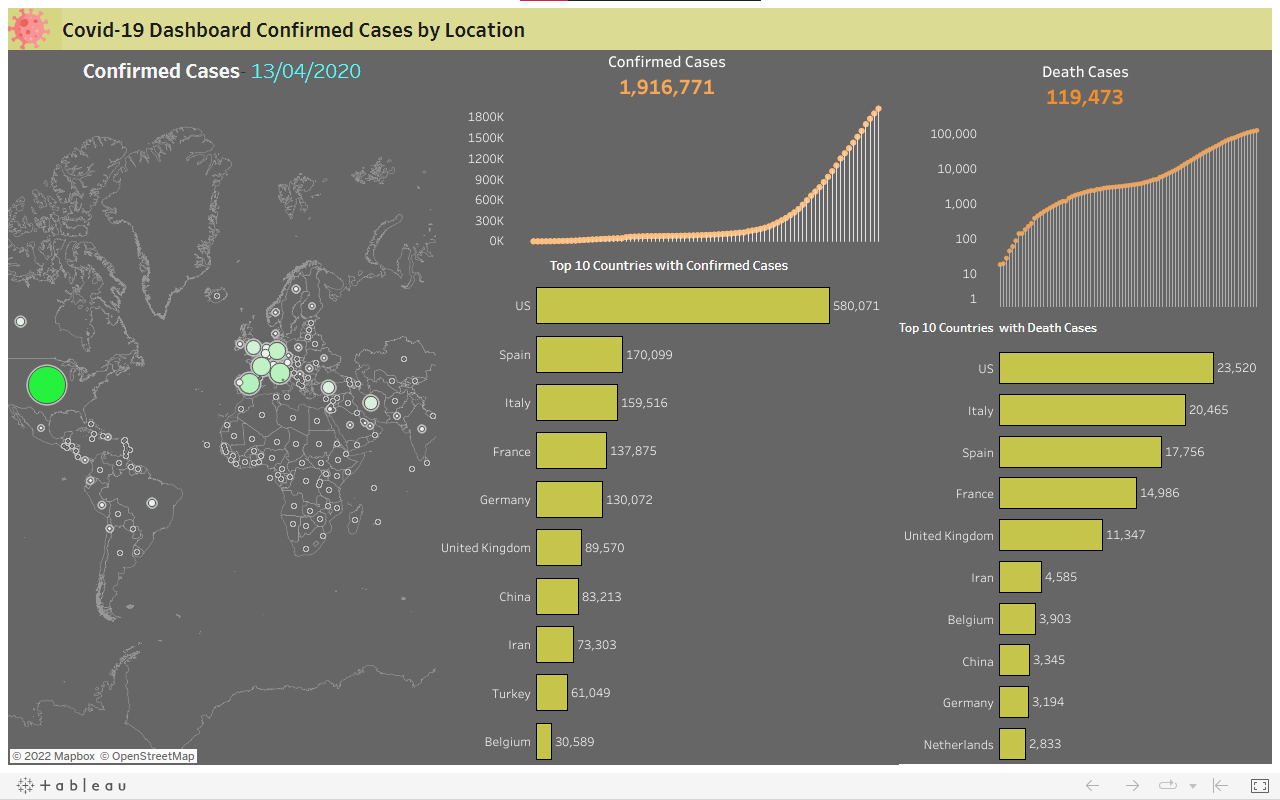 Covid-19 Dashboard Confirmed Cases by Location
Confirmed Cases- 13/04/2020
Confirmed Cases
1,916,771
1800K
1500K
1200K
900K
600K
300K
0K
Death Cases
119,473
100,000
10,000
1,000
100
10
1
Top 10 Countries with Confirmed Cases
US 580,071
Spain 170,099
Italy 159,516
France 137,875
Germany 130,072
United Kingdom 89,570
China 83,213
Iran 73,303
Turkey 61,049
Belgium 30,589
Top 10 Countries with Death Cases
US 23,520
Italy 20,465
Spain 17,756
France 14,986
United Kingdom 11,347
Iran 4,585
Belgium 3,903
China 3,345
Germany 3,194
Netherlands 2,833
© 2022 Mapbox © OpenStreetMap
+ableau